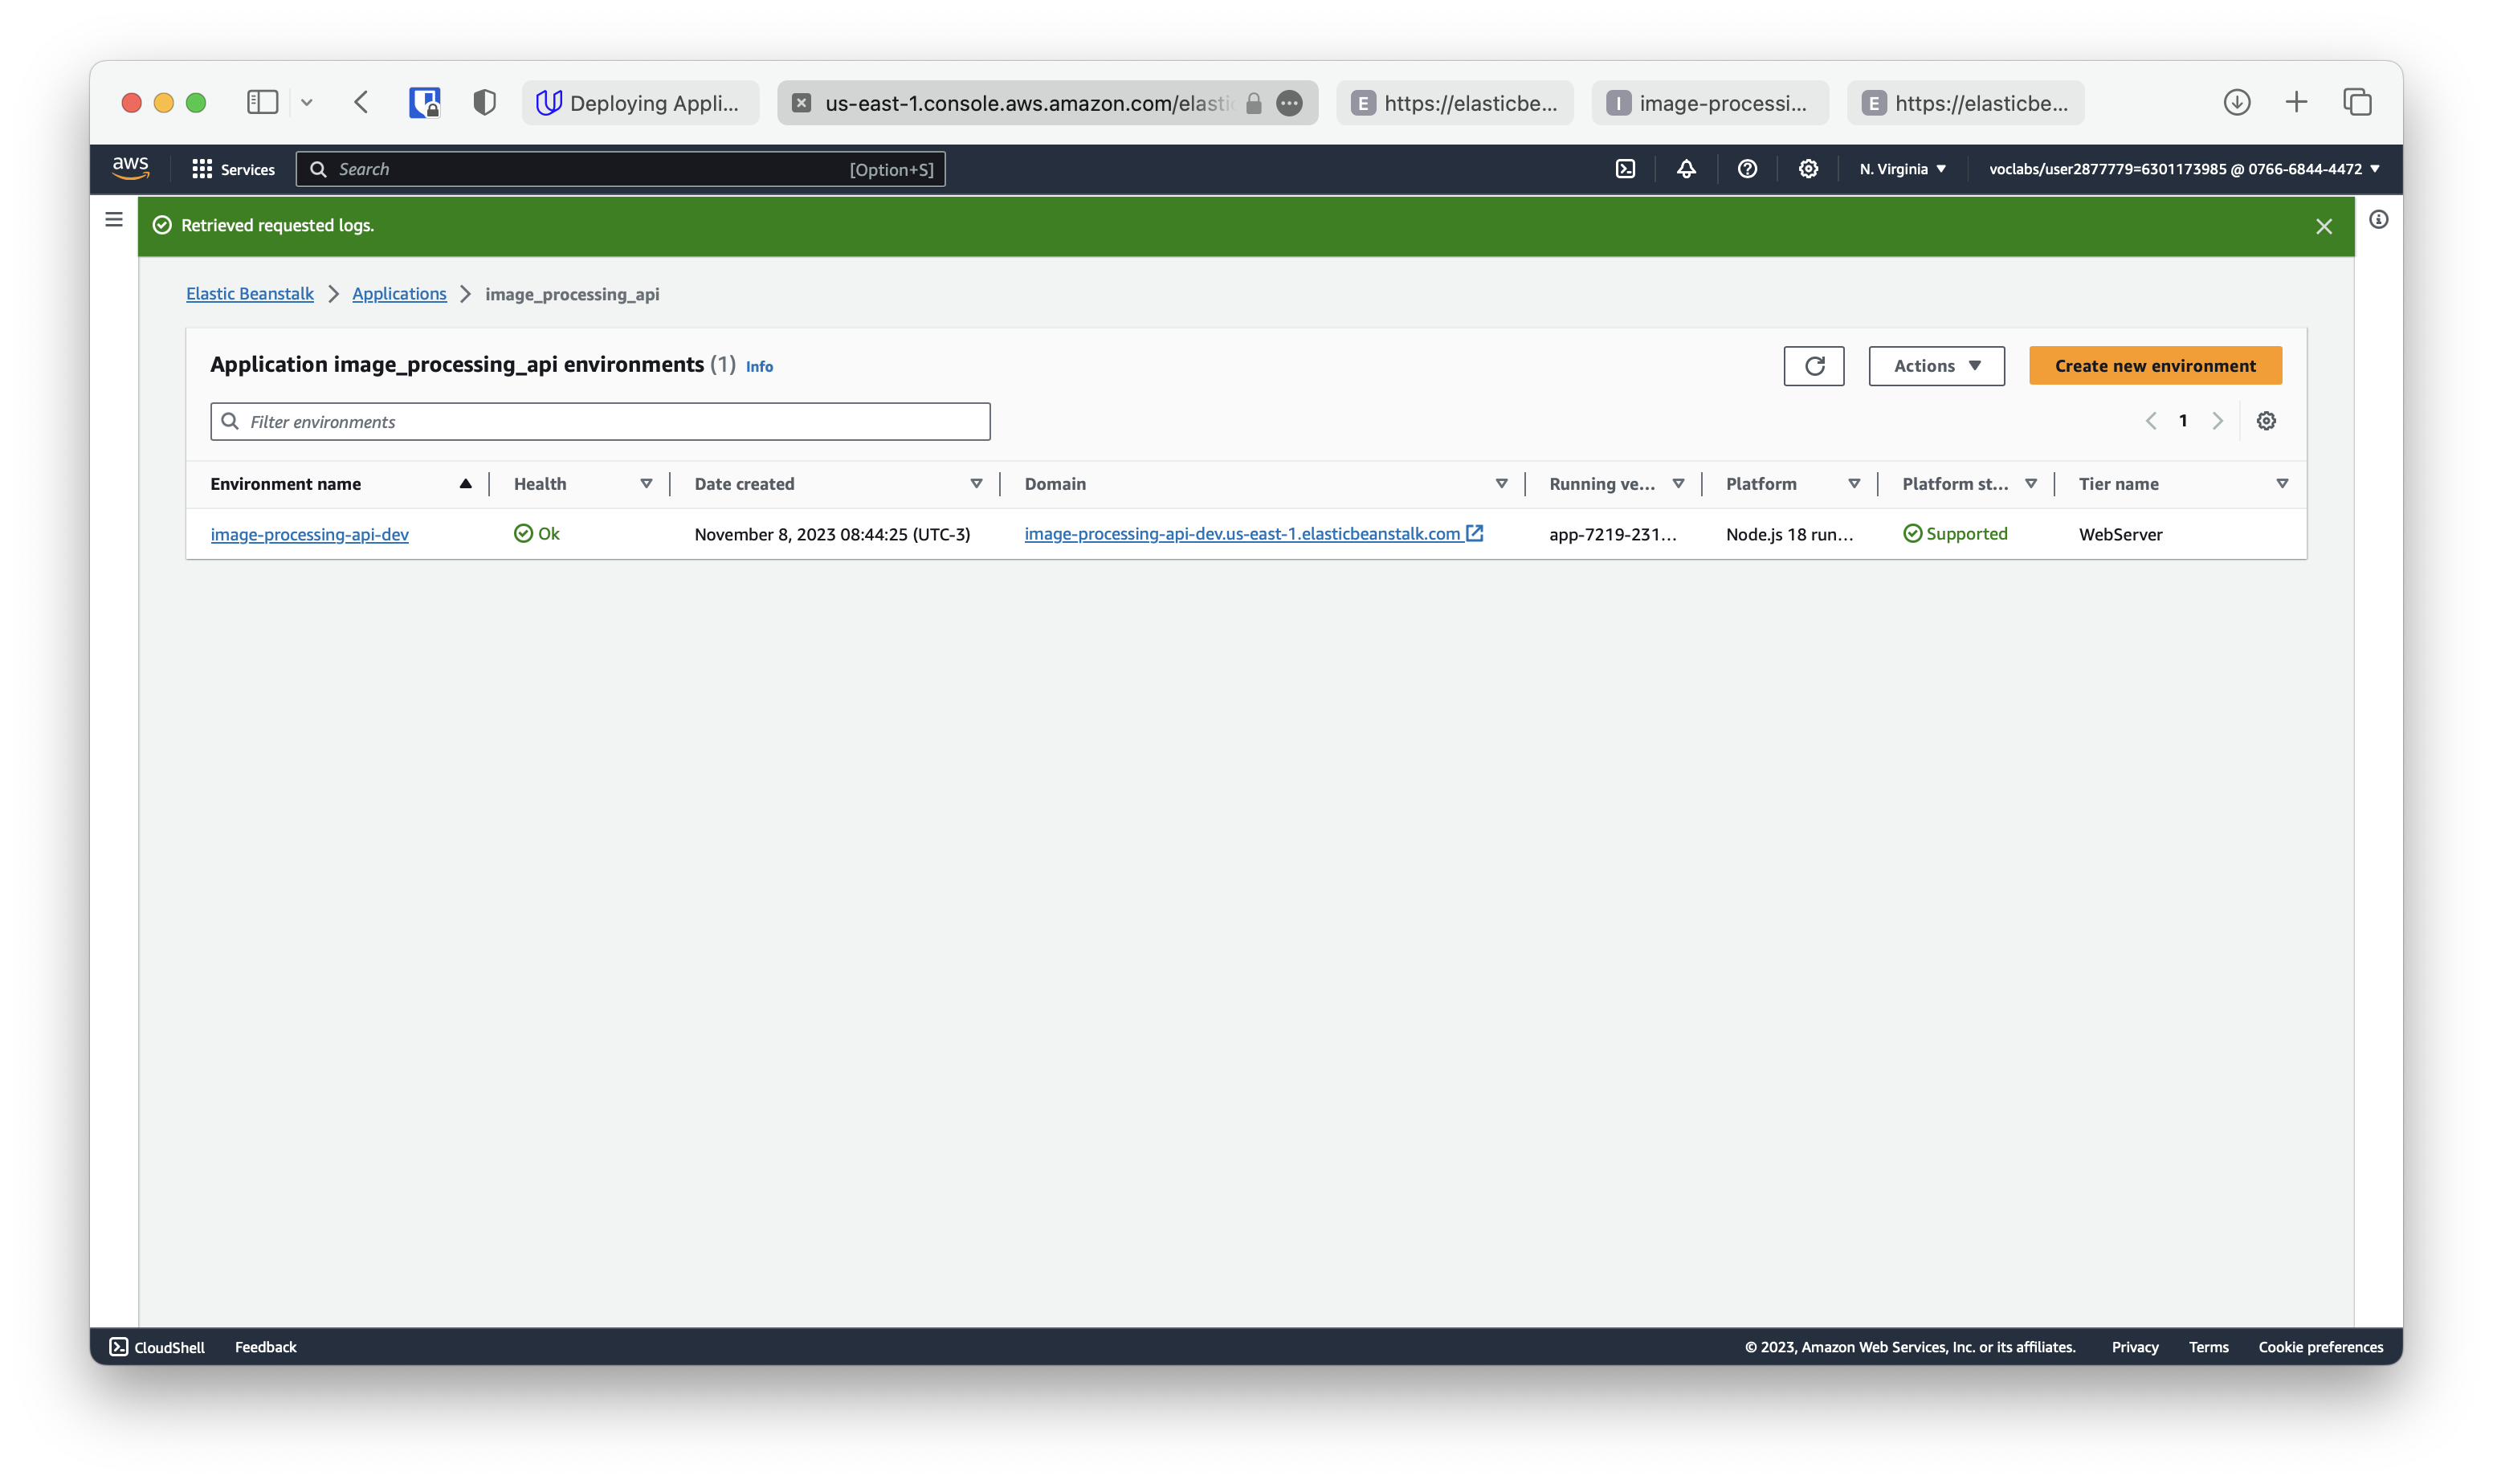 Deploying Appli...
us-east-1.console.aws.amazon.com/elasti
E https://elasticbe...
I image-processi...
E https://elasticbe...
aws
Services
Search
[Option+S]
N. Virginia
voclabs/user2877779=6301173985 @ 0766-6844-4472
Retrieved requested logs.
Elastic Beanstalk
Applications
image_processing_api
Application image_processing_api environments (1) Info
Actions
Create new environment
Filter environments
1
Environment name
Health
Date created
Domain
Running ve...
Platform
Platform st...
Tier name
image-processing-api-dev
Ok
November 8, 2023 08:44:25 (UTC-3)
image-processing-api-dev.us-east-1.elasticbeanstalk.com
app-7219-231...
Node.js 18 run...
Supported
WebServer
CloudShell
Feedback
© 2023, Amazon Web Services, Inc. or its affiliates.
Privacy
Terms
Cookie preferences